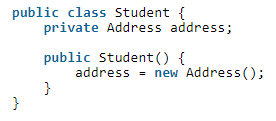 public class Student {
    private Address address;

    public Student() {
        address = new Address();
    }
}